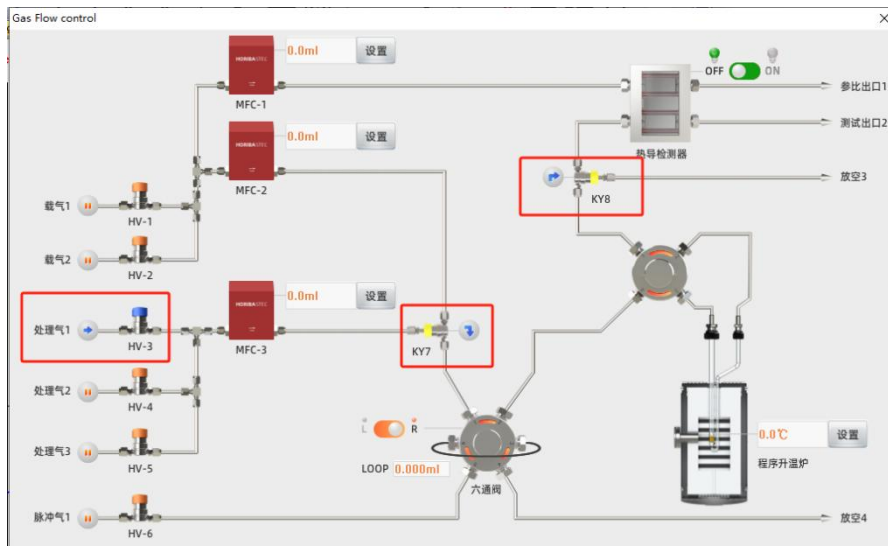 Gas Flow control
HORIBASTEC
0.0ml 设置
MFC-1
OFF ON
参比出口1
测试出口2
热导检测器
HORIBASTEC
0.0ml 设置
MFC-2
放空3
KY8
载气1
HV-1
载气2
HV-2
HORIBASTEC
0.0ml 设置
MFC-3
处理气1
HV-3
KY7
处理气2
HV-4
处理气3
HV-5
L R
LOOP 0.000ml
六通阀
0.0℃ 设置
程序升温炉
脉冲气1
HV-6
放空4